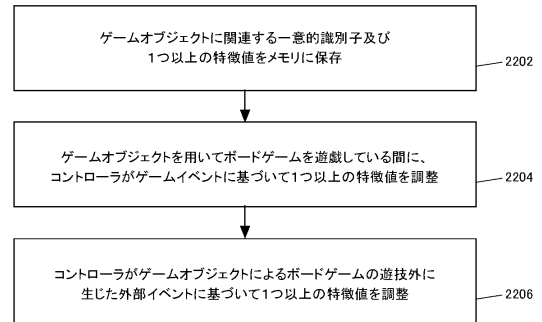 ゲームオブジェクトに関連する一意的識別子及び
1つ以上の特徴値をメモリに保存
2202
ゲームオブジェクトを用いてボードゲームを遊戯している間に、
コントローラがゲームイベントに基づいて1つ以上の特徴値を調整
2204
コントローラがゲームオブジェクトによるボードゲームの遊技外に
生じた外部イベントに基づいて1つ以上の特徴値を調整
2206